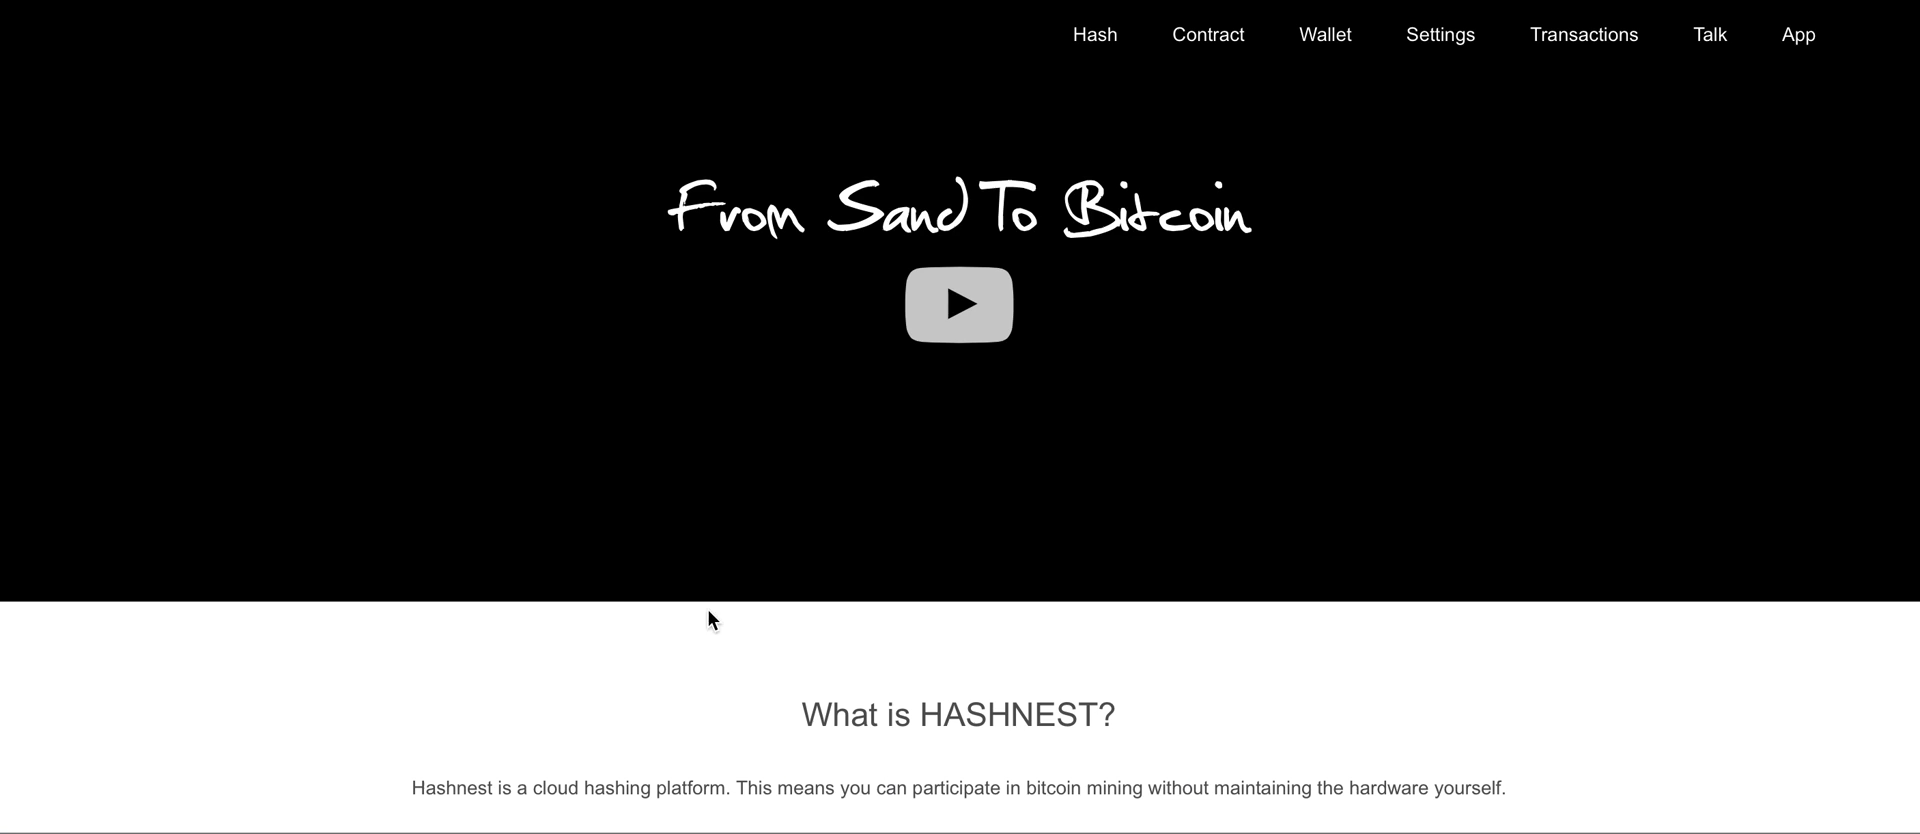 Hash Contract Wallet Settings Transactions Talk App
From Sand To Bitcoin
What is HASHNEST?
Hashnest is a cloud hashing platform. This means you can participate in bitcoin mining without maintaining the hardware yourself.